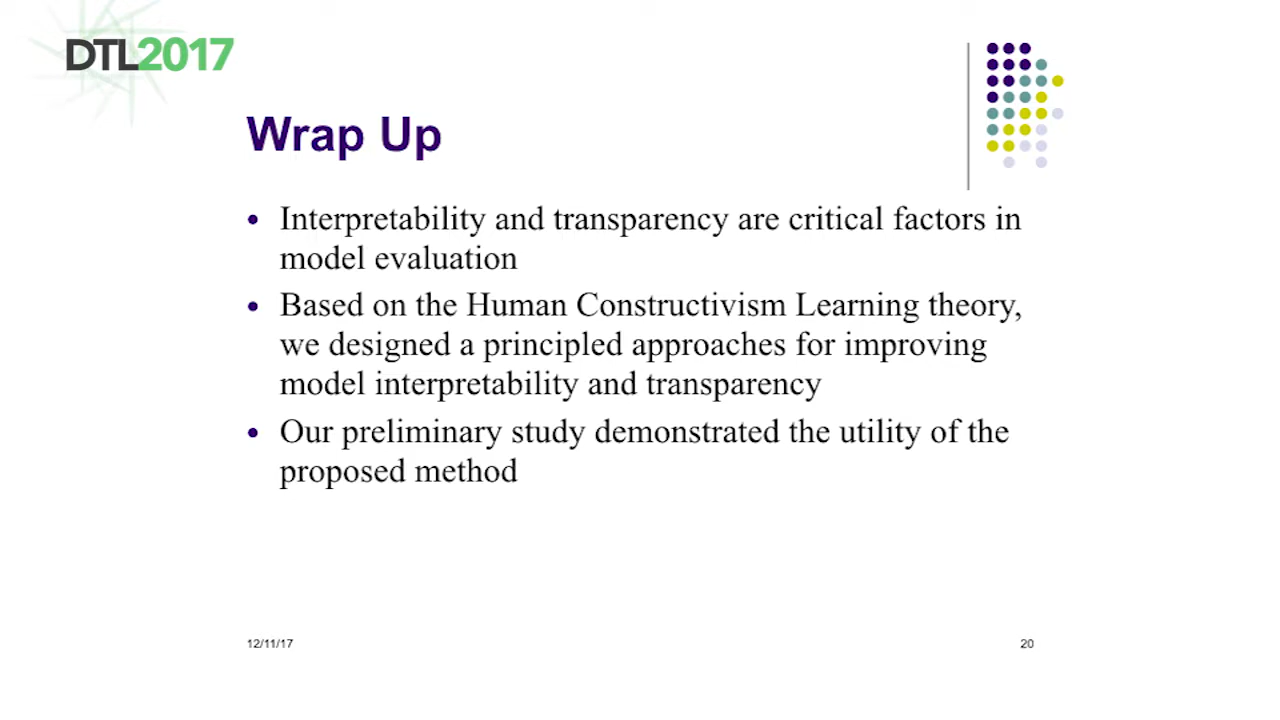 DTL2017
Wrap Up
• Interpretability and transparency are critical factors in
model evaluation
• Based on the Human Constructivism Learning theory,
we designed a principled approaches for improving
model interpretability and transparency
• Our preliminary study demonstrated the utility of the
proposed method
12/11/17
20